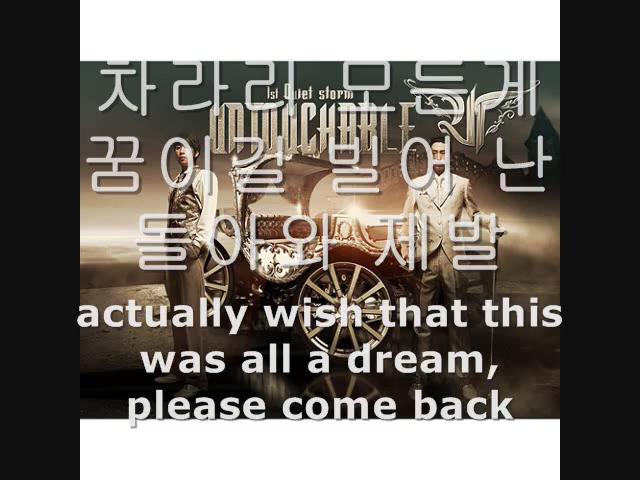 차라리 모든게
1st Quiet storm
UNTOUCHABLE
꿈이길 빌어 난
돌아와 제발
actually wish that this
was all a dream,
please come back